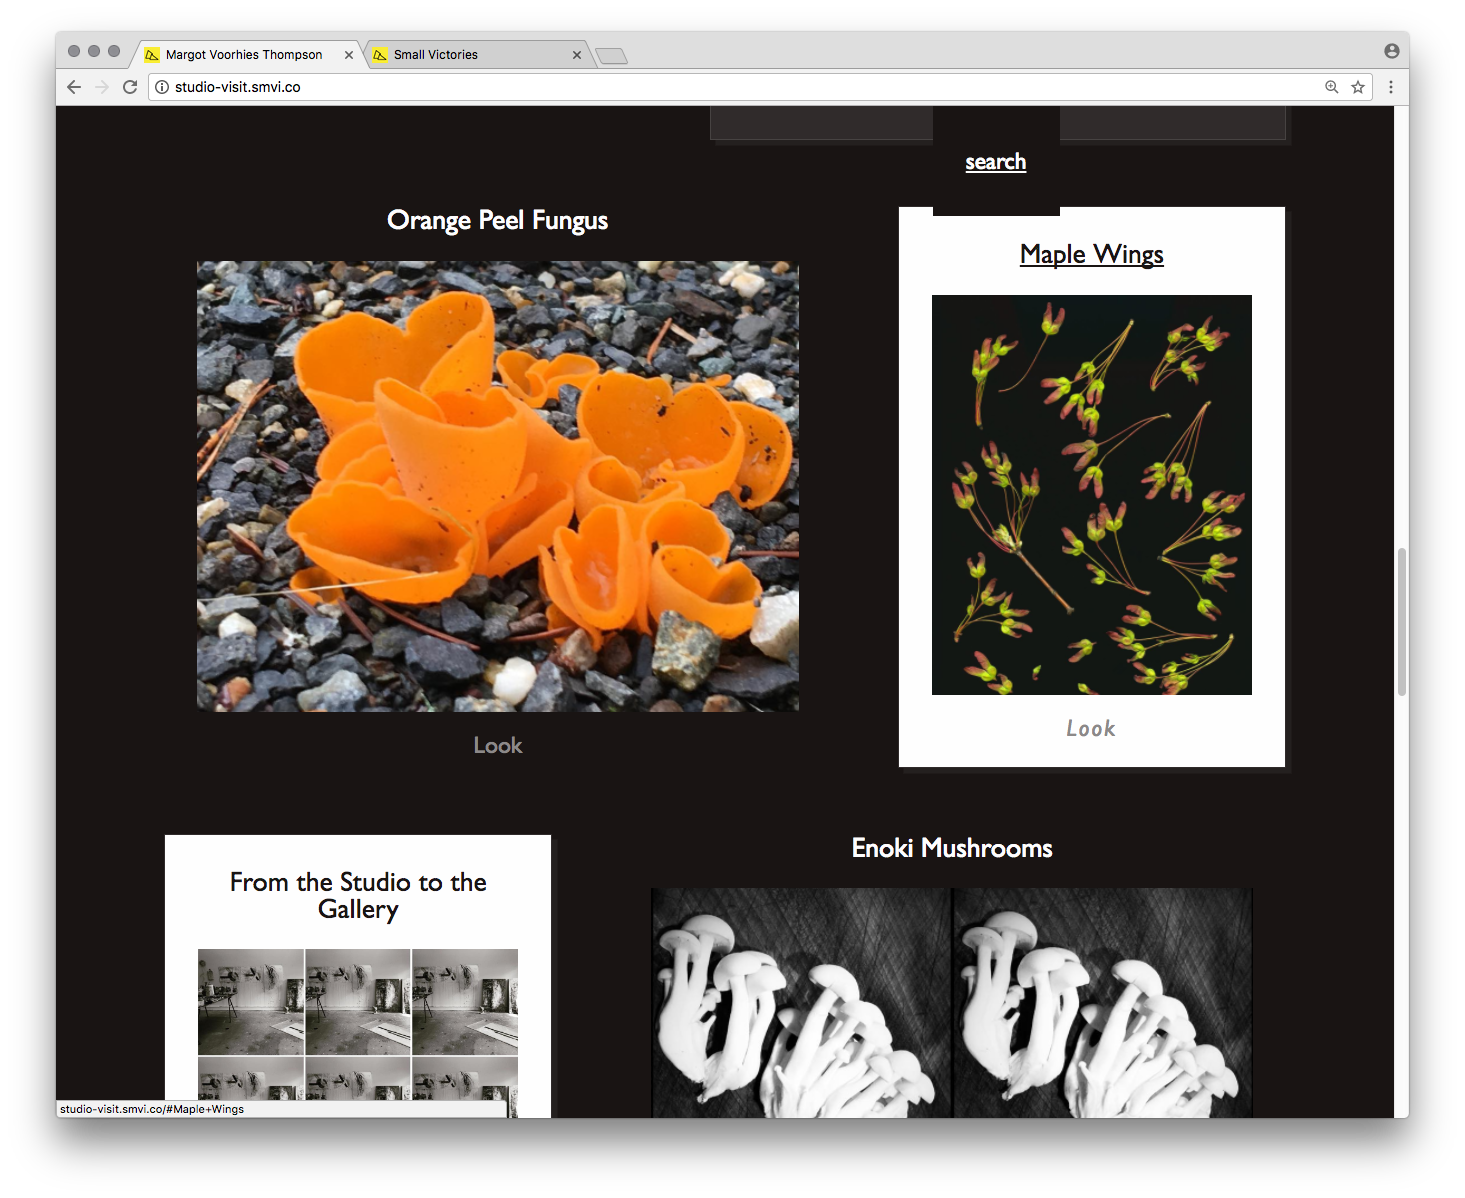 Margot Voorhies Thompson
Small Victories
studio-visit.smvi.co
search
Orange Peel Fungus
Maple Wings
Look
Look
From the Studio to the
Gallery
Enoki Mushrooms
studio-visit.smvi.co/#Maple+Wings